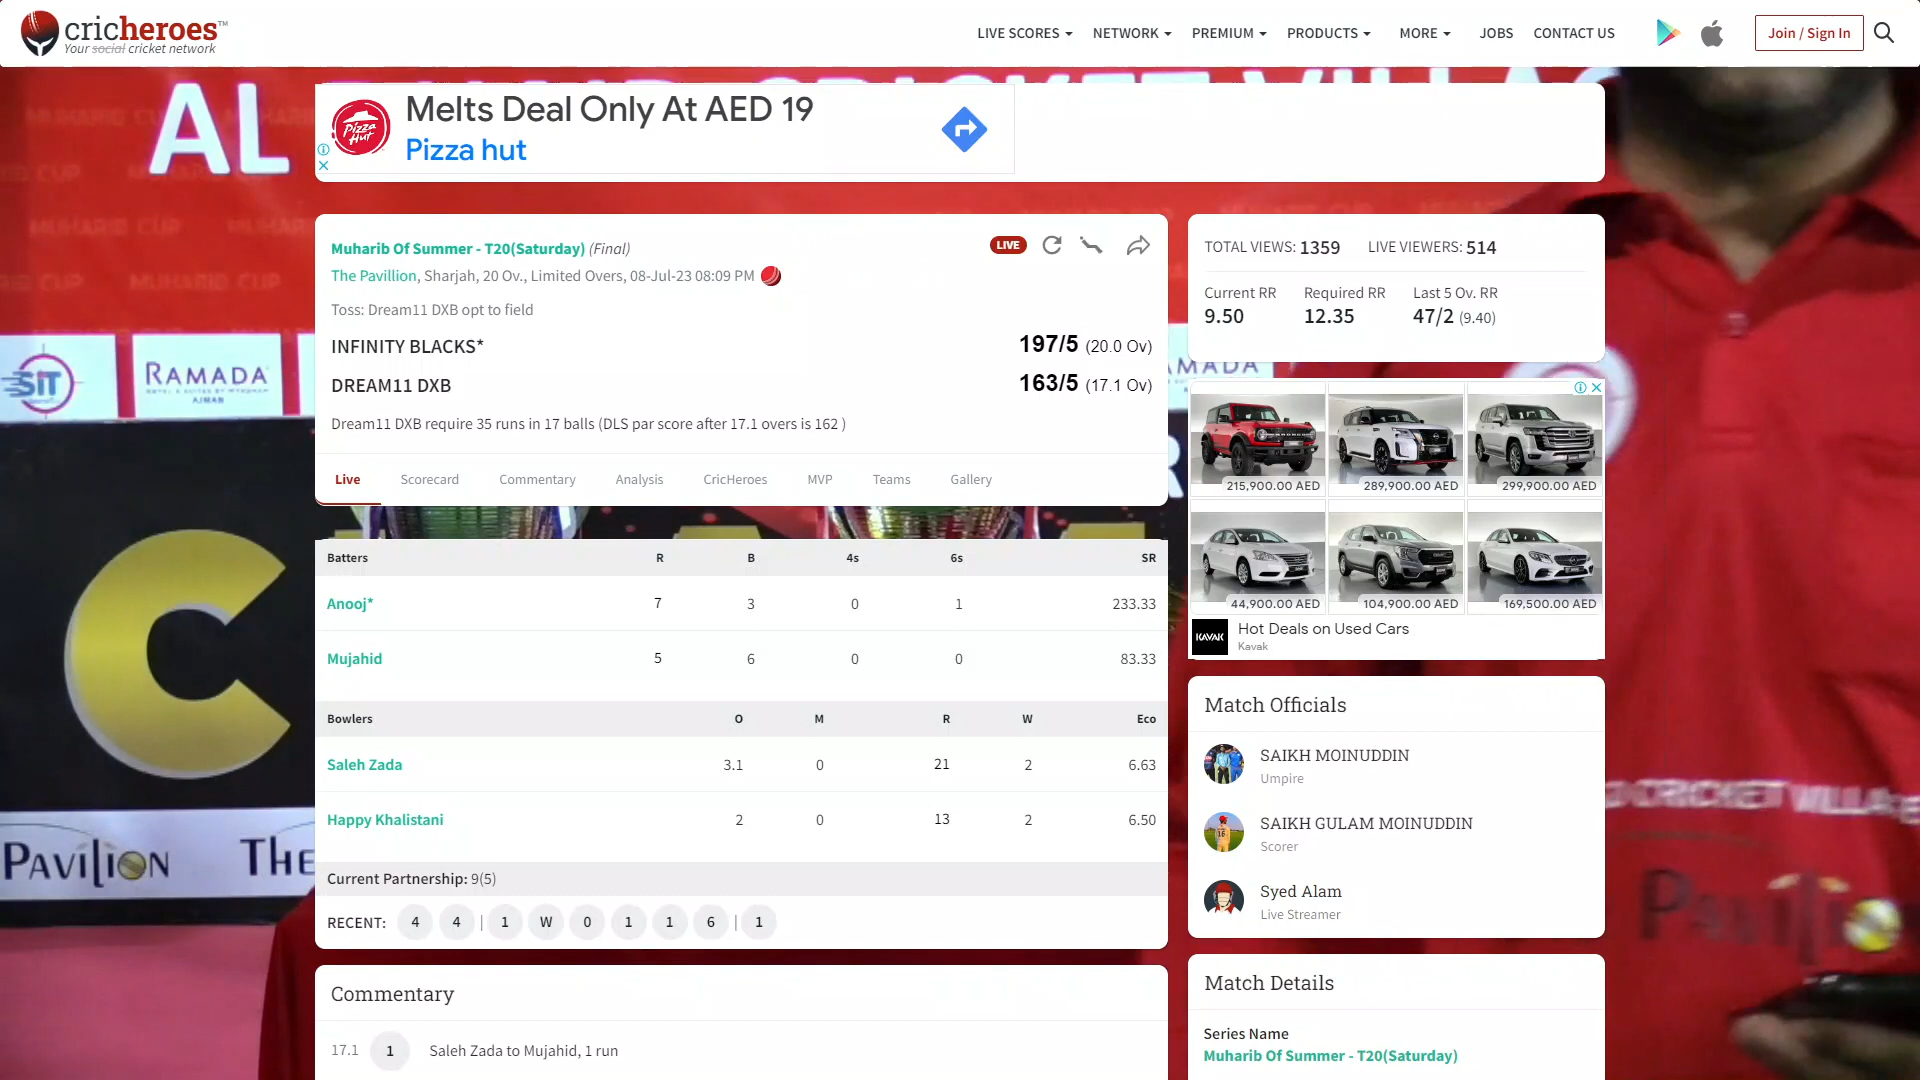 cricheroes™
Your social cricket network
LIVE SCORES
NETWORK
PREMIUM
PRODUCTS
MORE
JOBS
CONTACT US
Join / Sign In
AL
Melts Deal Only At AED 19
Pizza hut
Pizza Hut
Muharib Of Summer - T20(Saturday) (Final)
LIVE
The Pavillion, Sharjah, 20 Ov., Limited Overs, 08-Jul-23 08:09 PM
Toss: Dream11 DXB opt to field
INFINITY BLACKS* 197/5 (20.0 Ov)
DREAM11 DXB 163/5 (17.1 Ov)
Dream11 DXB require 35 runs in 17 balls (DLS par score after 17.1 overs is 162 )
Live Scorecard Commentary Analysis CricHeroes MVP Teams Gallery
TOTAL VIEWS: 1359 LIVE VIEWERS: 514
Current RR Required RR Last 5 Ov. RR
9.50 12.35 47/2 (9.40)
SIT
RAMADA
AJMAN
Batters R B 4s 6s SR
Anooj* 7 3 0 1 233.33
Mujahid 5 6 0 0 83.33
Bowlers O M R W Eco
Saleh Zada 3.1 0 21 2 6.63
Happy Khalistani 2 0 13 2 6.50
Current Partnership: 9(5)
RECENT: 4 4 | 1 W 0 1 1 6 | 1
Commentary
17.1 1 Saleh Zada to Mujahid, 1 run
215,900.00 AED 289,900.00 AED 299,900.00 AED
44,900.00 AED 104,900.00 AED 169,500.00 AED
KAVAK
Hot Deals on Used Cars
Kavak
Match Officials
SAIKH MOINUDDIN
Umpire
SAIKH GULAM MOINUDDIN
Scorer
Syed Alam
Live Streamer
Match Details
Series Name
Muharib Of Summer - T20(Saturday)
C
PAVILION THE
CRICKET VILLAGE
Pavilion